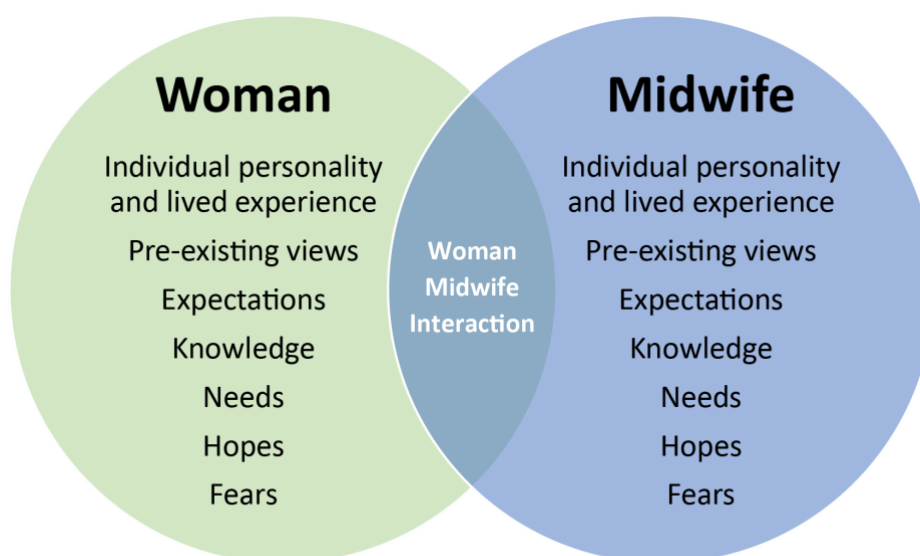 Woman
Individual personality
and lived experience
Pre-existing views
Expectations
Knowledge
Needs
Hopes
Fears
Woman
Midwife
Interaction
Midwife
Individual personality
and lived experience
Pre-existing views
Expectations
Knowledge
Needs
Hopes
Fears